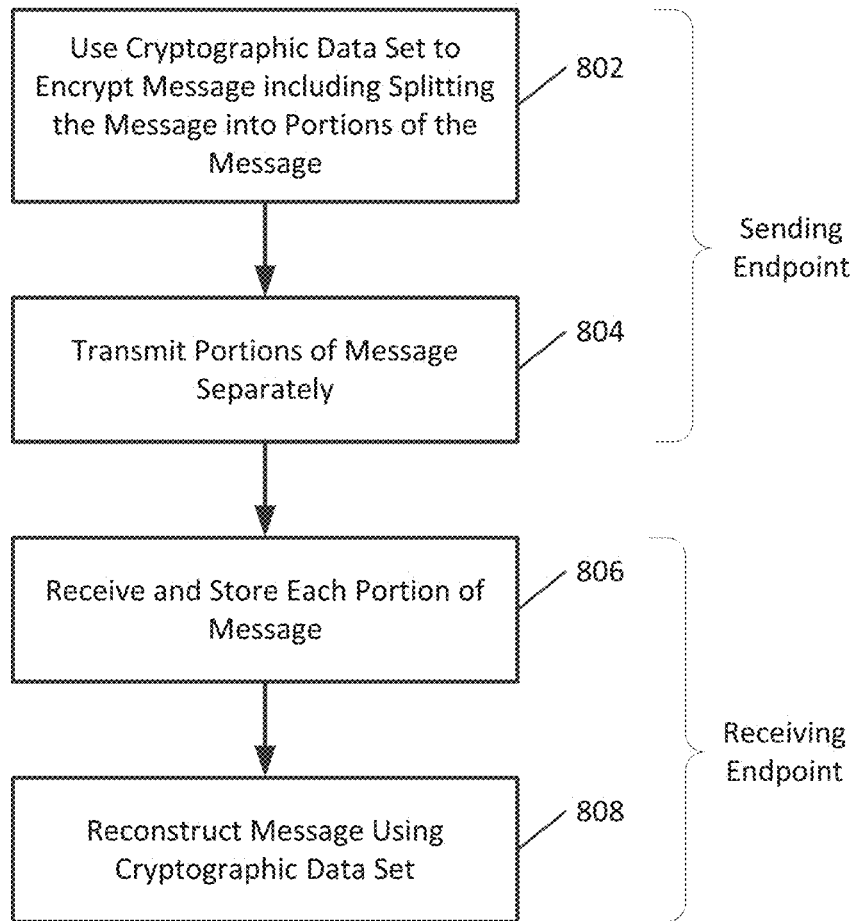 Use Cryptographic Data Set to
Encrypt Message including Splitting
the Message into Portions of the
Message
802
Sending
Endpoint
Transmit Portions of Message
Separately
804
Receive and Store Each Portion of
Message
806
Receiving
Endpoint
Reconstruct Message Using
Cryptographic Data Set
808